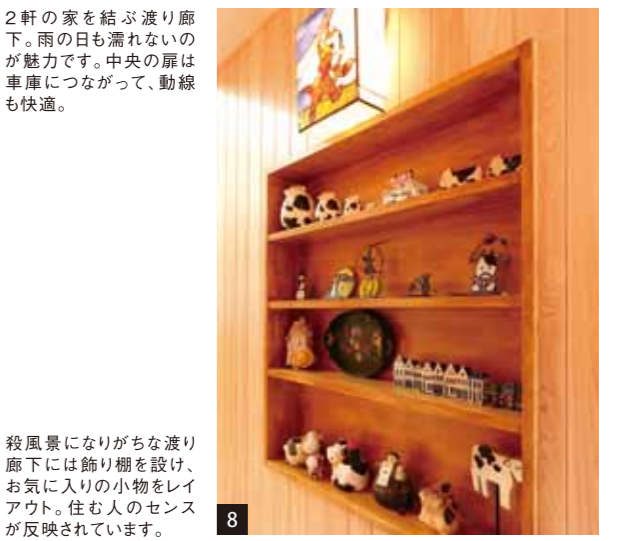 2軒の家を結ぶ渡り廊
下。雨の日も濡れないの
が魅力です。中央の扉は
車庫につながって、動線
も快適。
殺風景になりがちな渡り
廊下には飾り棚を設け、
お気に入りの小物をレイ
アウト。住む人のセンス
が反映されています。
8